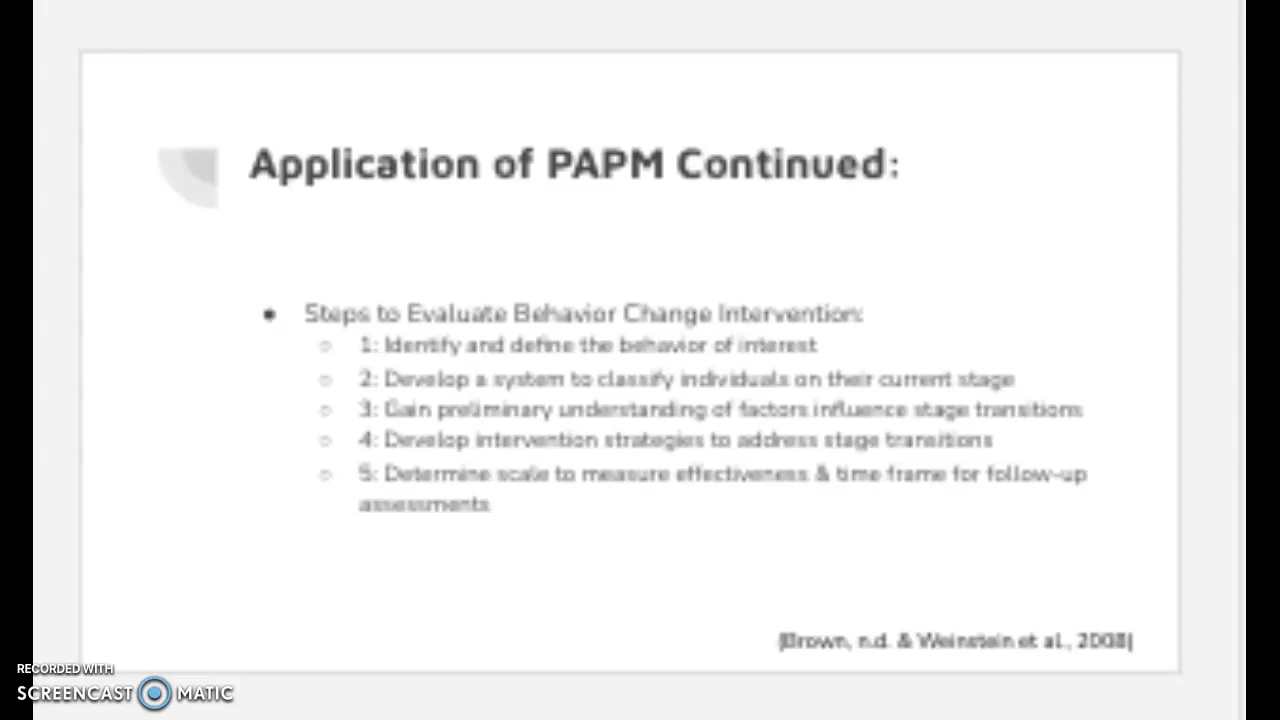 Application of PAPM Continued:
● Steps to Evaluate Behavior Change Intervention:
○ 1: Identify and define the behavior of interest
○ 2: Develop a system to classify individuals on their current stage
○ 3: Gain preliminary understanding of factors influence stage transitions
○ 4: Develop intervention strategies to address stage transitions
○ 5: Determine scale to measure effectiveness & time frame for follow-up
assessments
(Brown, n.d. & Weinstein et al., 2008)
RECORDED WITH
SCREENCAST MATIC